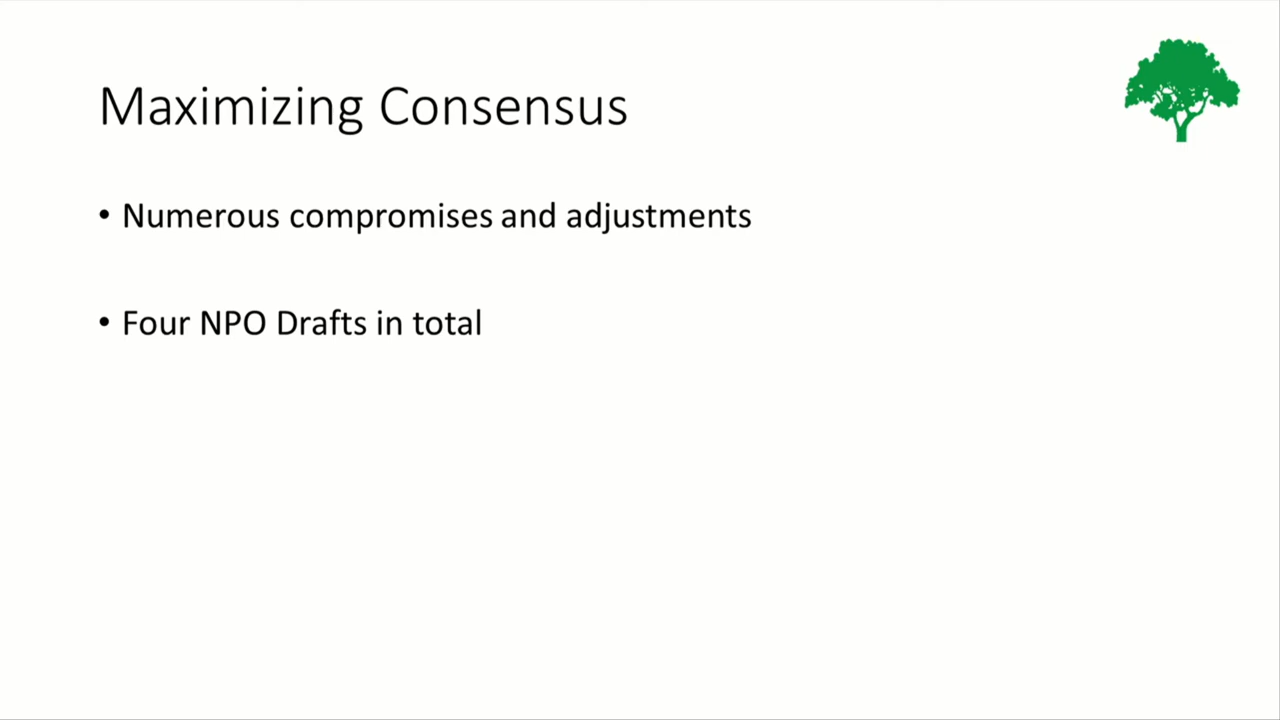 Maximizing Consensus
• Numerous compromises and adjustments
• Four NPO Drafts in total